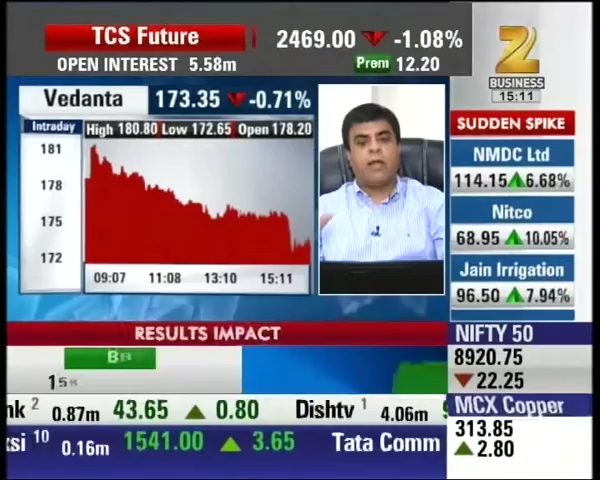 TCS Future
2469.00 -1.08%
OPEN INTEREST 5.58m
Prem 12.20
Z
BUSINESS
15:11
Vedanta 173.35 -0.71%
Intraday High 180.80 Low 172.65 Open 178.20
181
178
175
172
09:07 11:08 13:10 15:11
SUDDEN SPIKE
NMDC Ltd
114.15 6.68%
Nitco
68.95 10.05%
Jain Irrigation
96.50 7.94%
RESULTS IMPACT
NIFTY 50
8920.75
22.25
MCX Copper
313.85
2.80
nk 2 0.87m 43.65 0.80 Dishtv 1 4.06m
ksi 10 0.16m 1541.00 3.65 Tata Comm